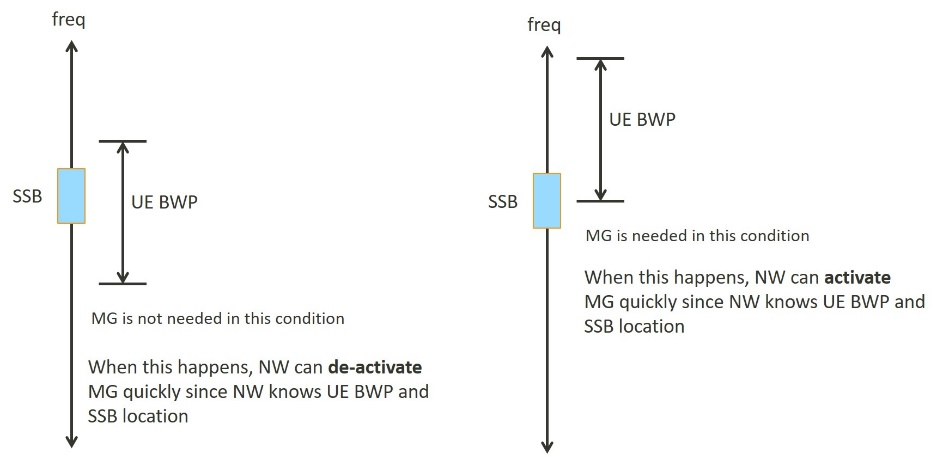 freq
SSB
UE BWP
MG is not needed in this condition
When this happens, NW can de-activate
MG quickly since NW knows UE BWP and
SSB location
freq
UE BWP
SSB
MG is needed in this condition
When this happens, NW can activate
MG quickly since NW knows UE BWP and
SSB location